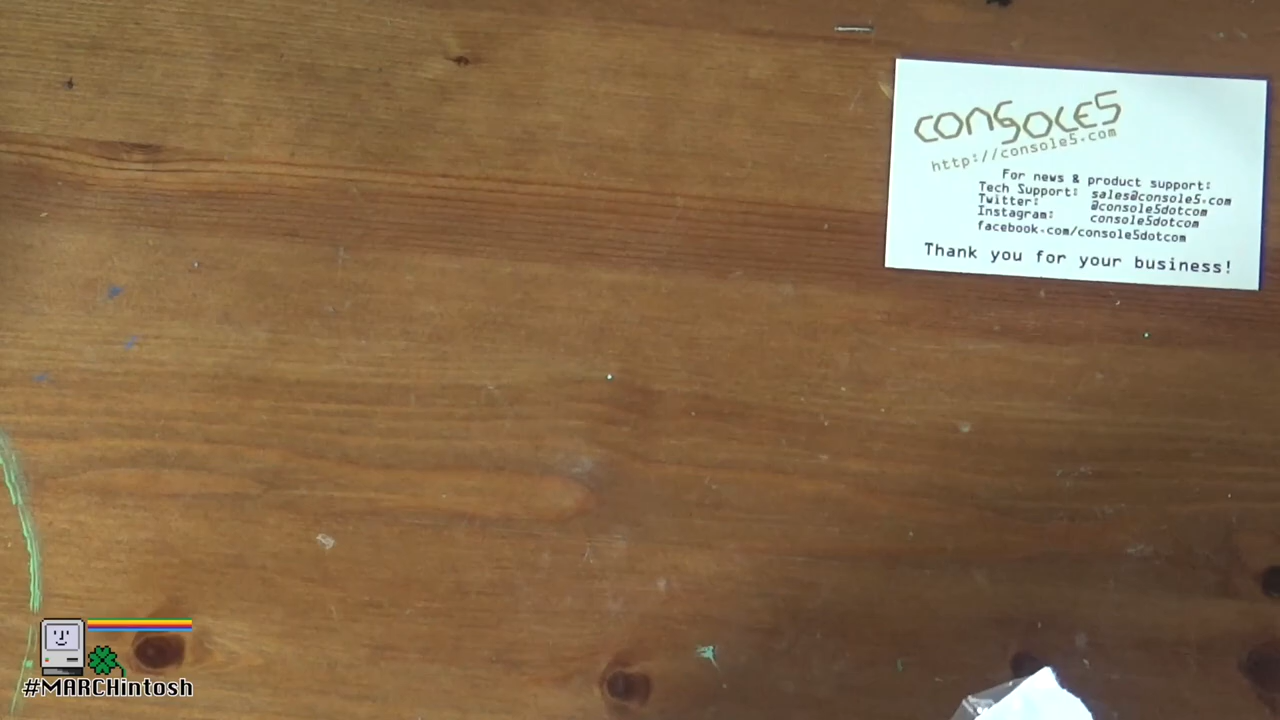 CONSOLE5
http://console5.com
For news & product support:
Tech Support: sales@console5.com
Twitter: @console5dotcom
Instagram: console5dotcom
facebook.com/console5dotcom
Thank you for your business!
#MARCHintosh